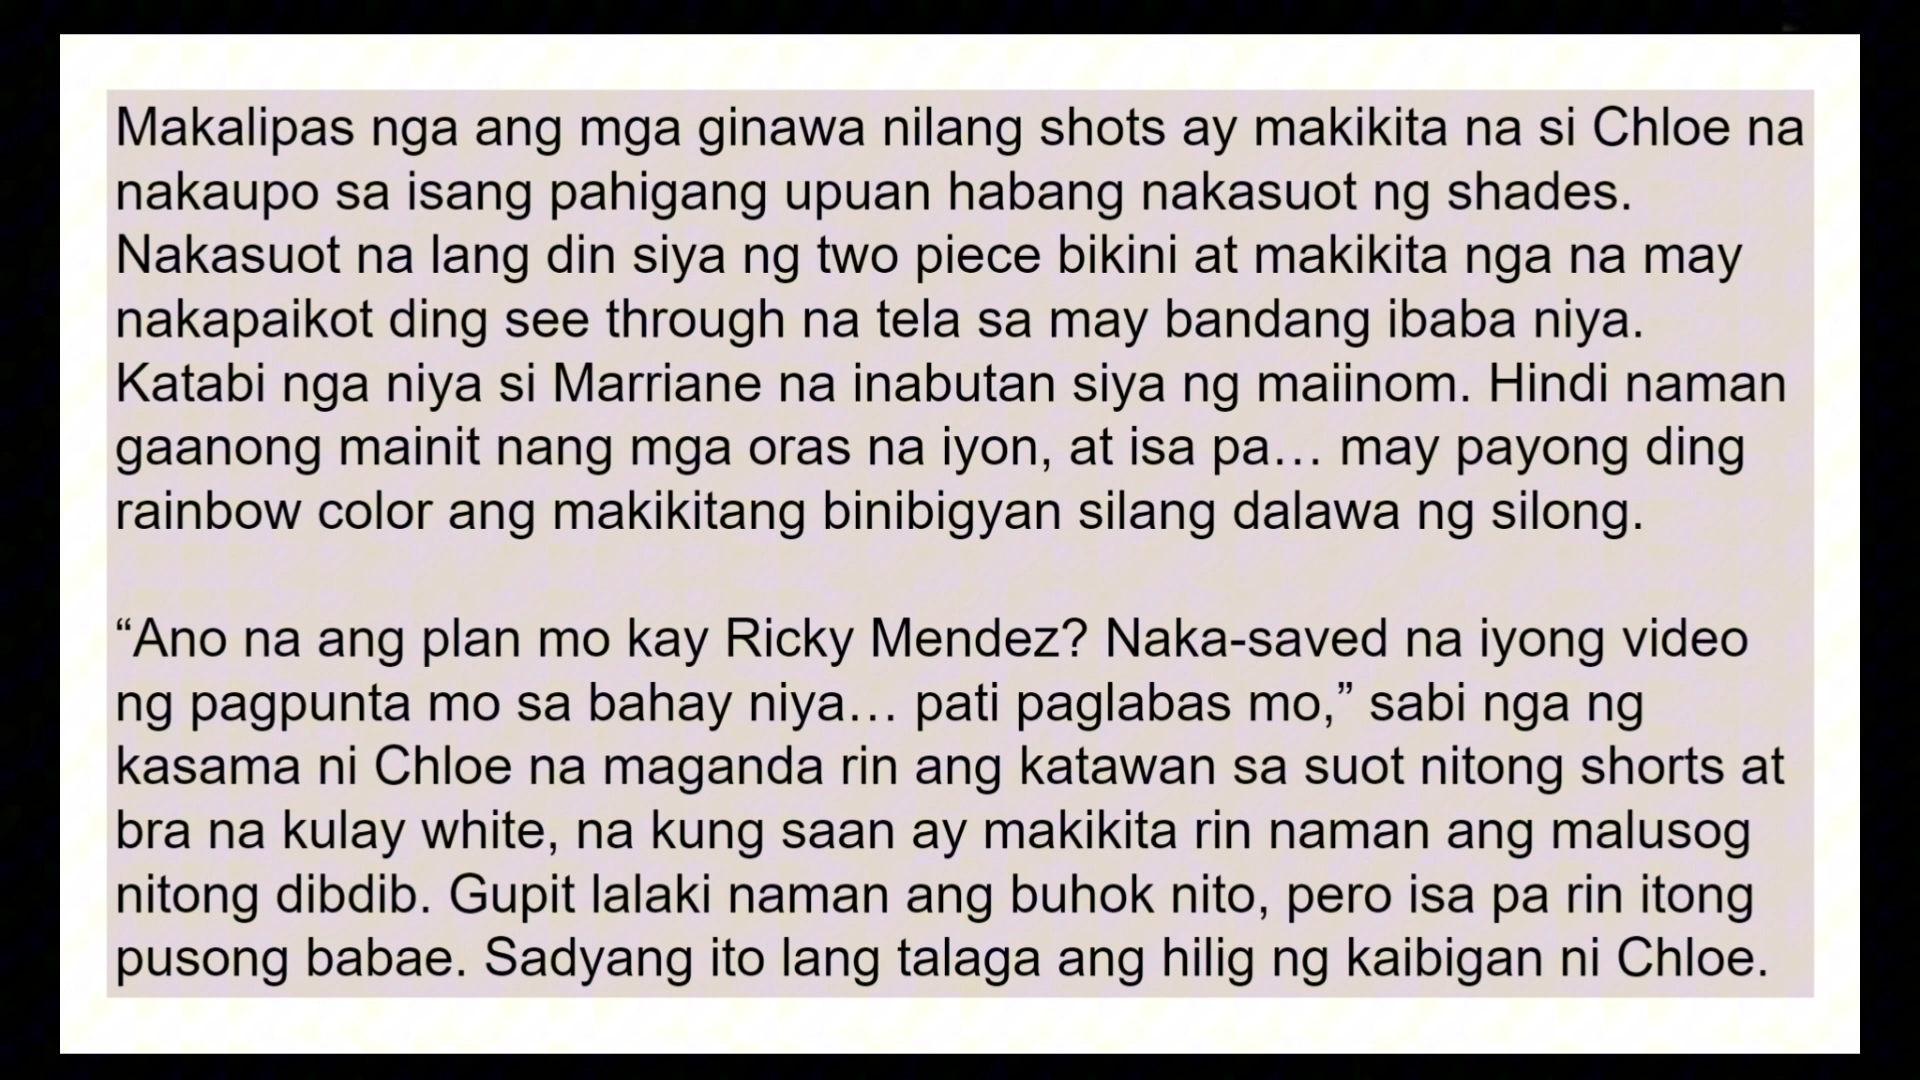 Makalipas nga ang mga ginawa nilang shots ay makikita na si Chloe na
nakaupo sa isang pahigang upuan habang nakasuot ng shades.
Nakasuot na lang din siya ng two piece bikini at makikita nga na may
nakapaikot ding see through na tela sa may bandang ibaba niya.
Katabi nga niya si Marriane na inabutan siya ng maiinom. Hindi naman
gaanong mainit nang mga oras na iyon, at isa pa… may payong ding
rainbow color ang makikitang binibigyan silang dalawa ng silong.
“Ano na ang plan mo kay Ricky Mendez? Naka-saved na iyong video
ng pagpunta mo sa bahay niya… pati paglabas mo,” sabi nga ng
kasama ni Chloe na maganda rin ang katawan sa suot nitong shorts at
bra na kulay white, na kung saan ay makikita rin naman ang malusog
nitong dibdib. Gupit lalaki naman ang buhok nito, pero isa pa rin itong
pusong babae. Sadyang ito lang talaga ang hilig ng kaibigan ni Chloe.